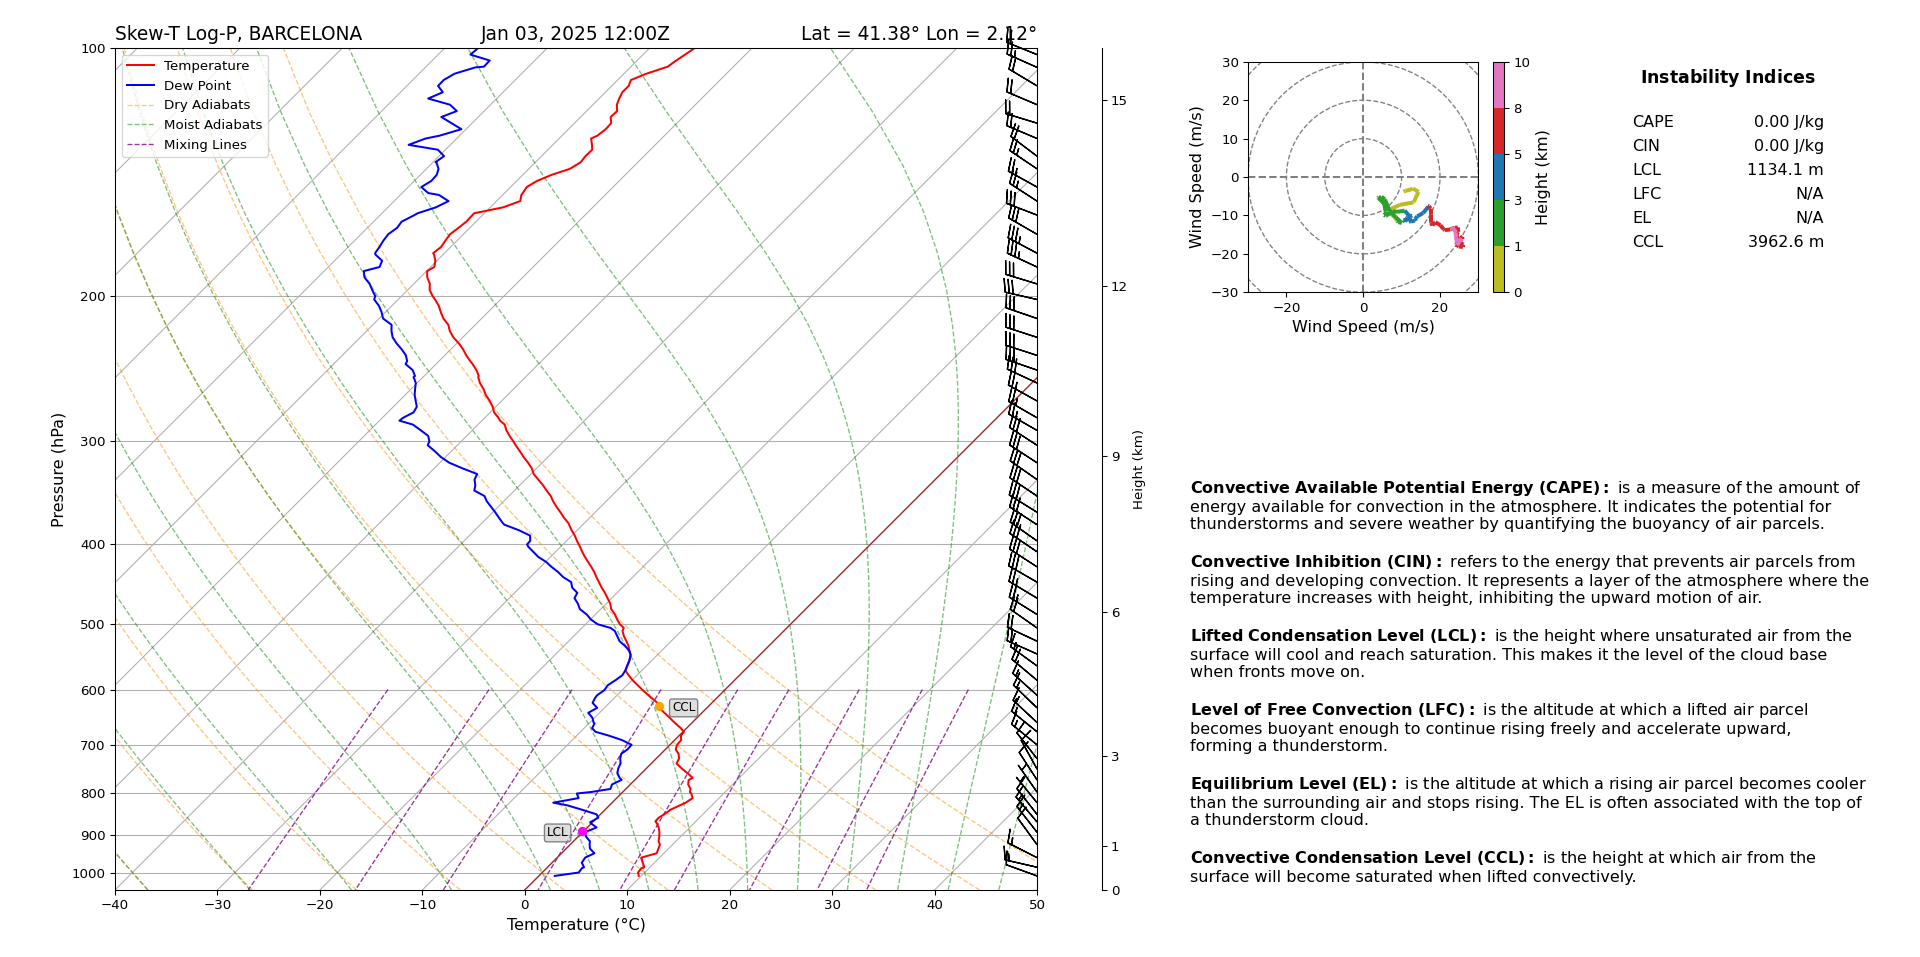 Skew-T Log-P, BARCELONA
Jan 03, 2025 12:00Z
Lat = 41.38° Lon = 2.12°
Temperature
Dew Point
Dry Adiabats
Moist Adiabats
Mixing Lines
100
200
300
400
500
600
700
800
900
1000
Pressure (hPa)
CCL
LCL
−40
−30
−20
−10
0
10
20
30
40
50
Temperature (°C)
15
12
9
6
3
1
0
Height (km)
30
20
10
0
−10
−20
−30
Wind Speed (m/s)
−20
0
20
Wind Speed (m/s)
10
8
5
3
1
0
Height (km)
Instability Indices
CAPE 0.00 J/kg
CIN 0.00 J/kg
LCL 1134.1 m
LFC N/A
EL N/A
CCL 3962.6 m
Convective Available Potential Energy (CAPE): is a measure of the amount of
energy available for convection in the atmosphere. It indicates the potential for
thunderstorms and severe weather by quantifying the buoyancy of air parcels.
Convective Inhibition (CIN): refers to the energy that prevents air parcels from
rising and developing convection. It represents a layer of the atmosphere where the
temperature increases with height, inhibiting the upward motion of air.
Lifted Condensation Level (LCL): is the height where unsaturated air from the
surface will cool and reach saturation. This makes it the level of the cloud base
when fronts move on.
Level of Free Convection (LFC): is the altitude at which a lifted air parcel
becomes buoyant enough to continue rising freely and accelerate upward,
forming a thunderstorm.
Equilibrium Level (EL): is the altitude at which a rising air parcel becomes cooler
than the surrounding air and stops rising. The EL is often associated with the top of
a thunderstorm cloud.
Convective Condensation Level (CCL): is the height at which air from the
surface will become saturated when lifted convectively.